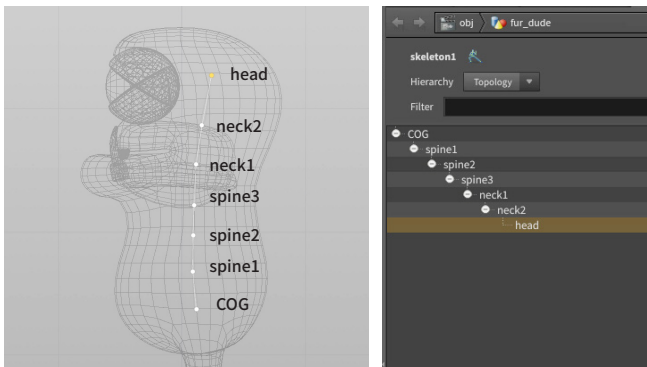 head
neck2
neck1
spine3
spine2
spine1
COG
obj fur_dude
skeleton1
Hierarchy Topology
Filter
COG
spine1
spine2
spine3
neck1
neck2
head